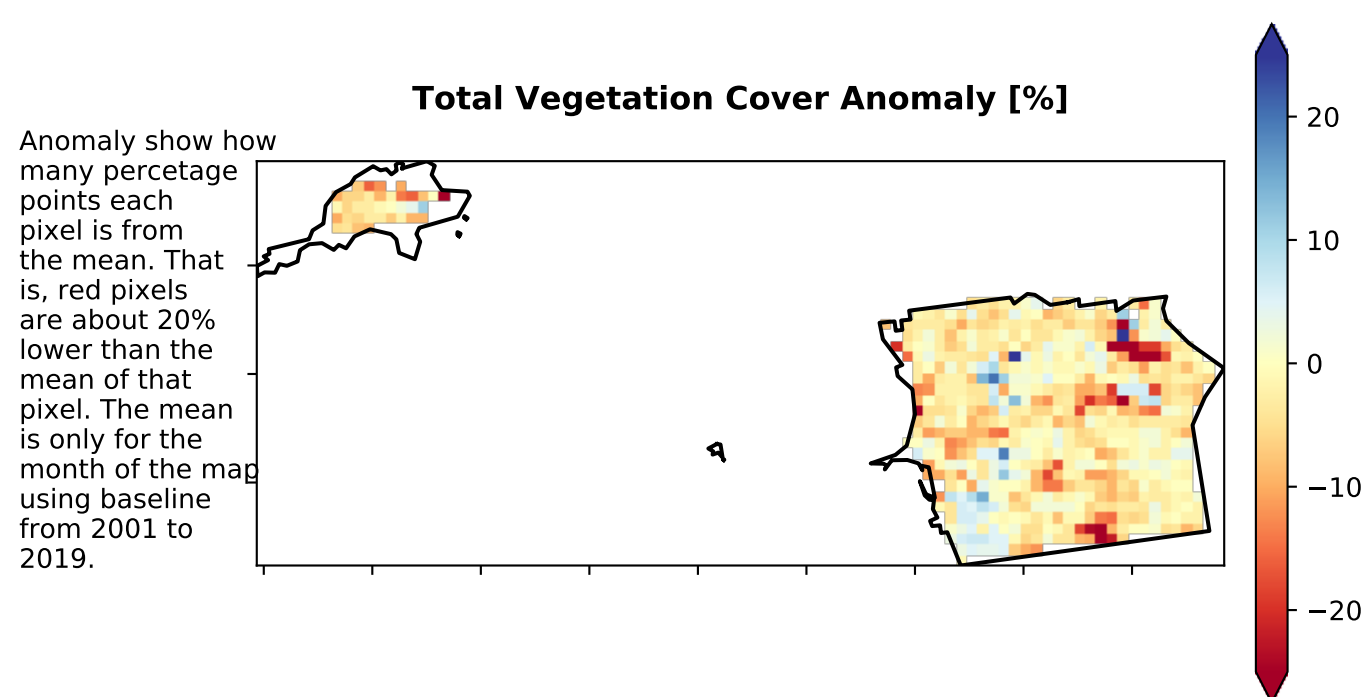 Total Vegetation Cover Anomaly [%]
Anomaly show how
many percetage
points each
pixel is from
the mean. That
is, red pixels
are about 20%
lower than the
mean of that
pixel. The mean
is only for the
month of the map
using baseline
from 2001 to
2019.
20
10
0
−10
−20